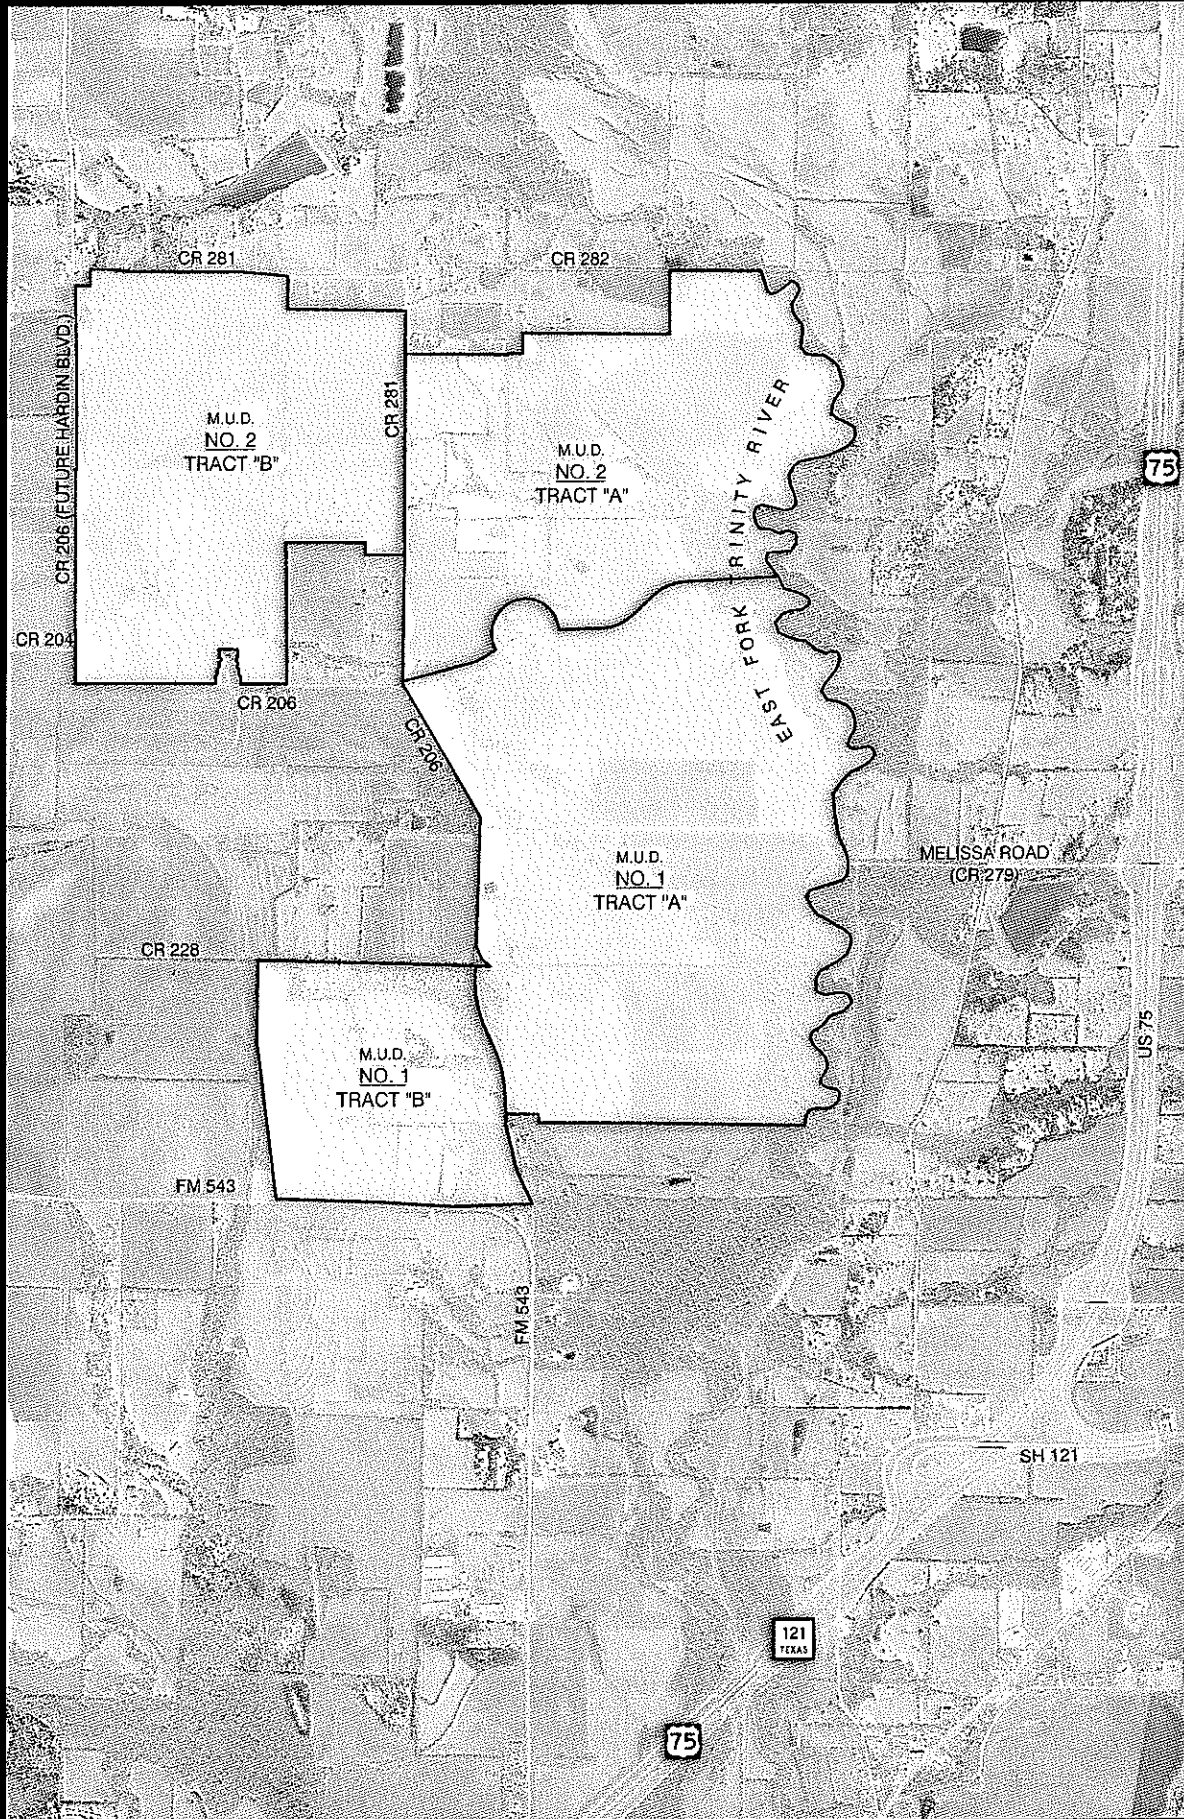 CR 281
CR 282
CR 206 (FUTURE HARDIN BLVD.)
CR 281
M.U.D.
NO. 2
TRACT "B"
M.U.D.
NO. 2
TRACT "A"
75
EAST FORK TRINITY RIVER
CR 204
CR 206
CR 206
M.U.D.
NO. 1
TRACT "A"
MELISSA ROAD
(CR 279)
CR 228
US 75
M.U.D.
NO. 1
TRACT "B"
FM 543
FM 543
SH 121
121
TEXAS
75